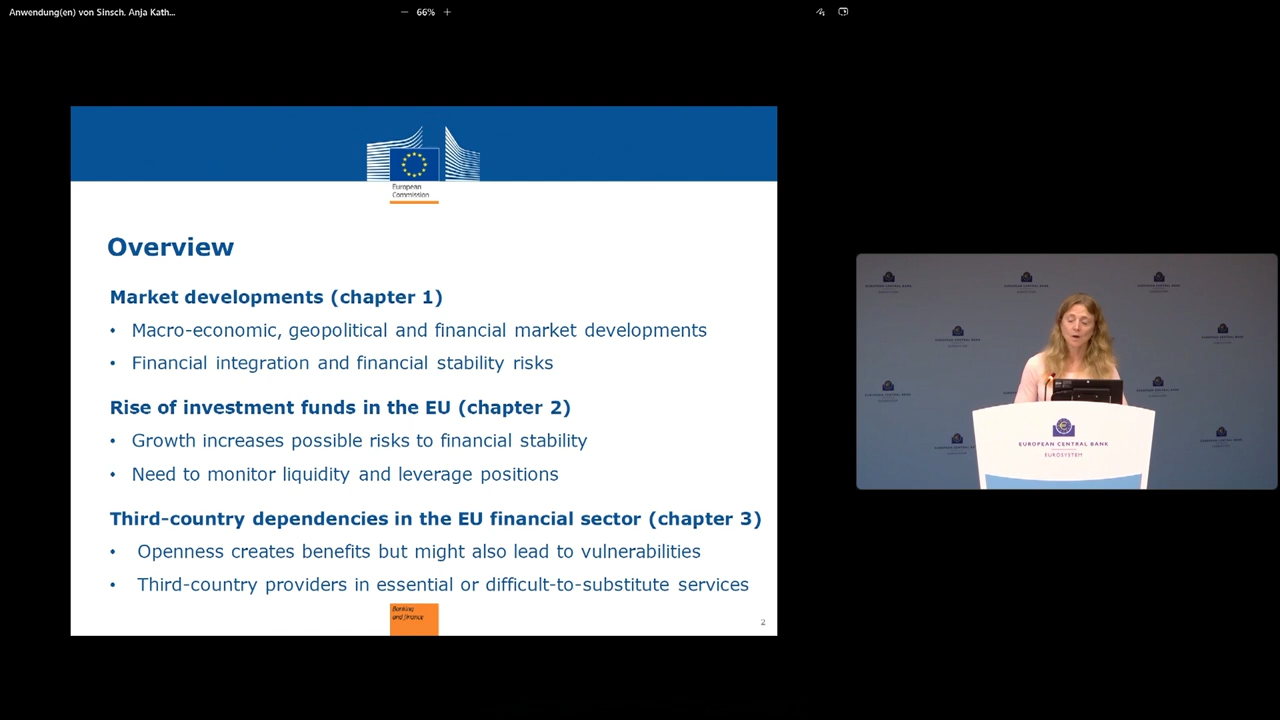 Anwendung(en) von Sinsch, Anja Kath...
66%
European
Commission
Overview
Market developments (chapter 1)
• Macro-economic, geopolitical and financial market developments
• Financial integration and financial stability risks
Rise of investment funds in the EU (chapter 2)
• Growth increases possible risks to financial stability
• Need to monitor liquidity and leverage positions
Third-country dependencies in the EU financial sector (chapter 3)
• Openness creates benefits but might also lead to vulnerabilities
• Third-country providers in essential or difficult-to-substitute services
Banking
and finance
2
EUROPEAN CENTRAL BANK
EUROSYSTEM